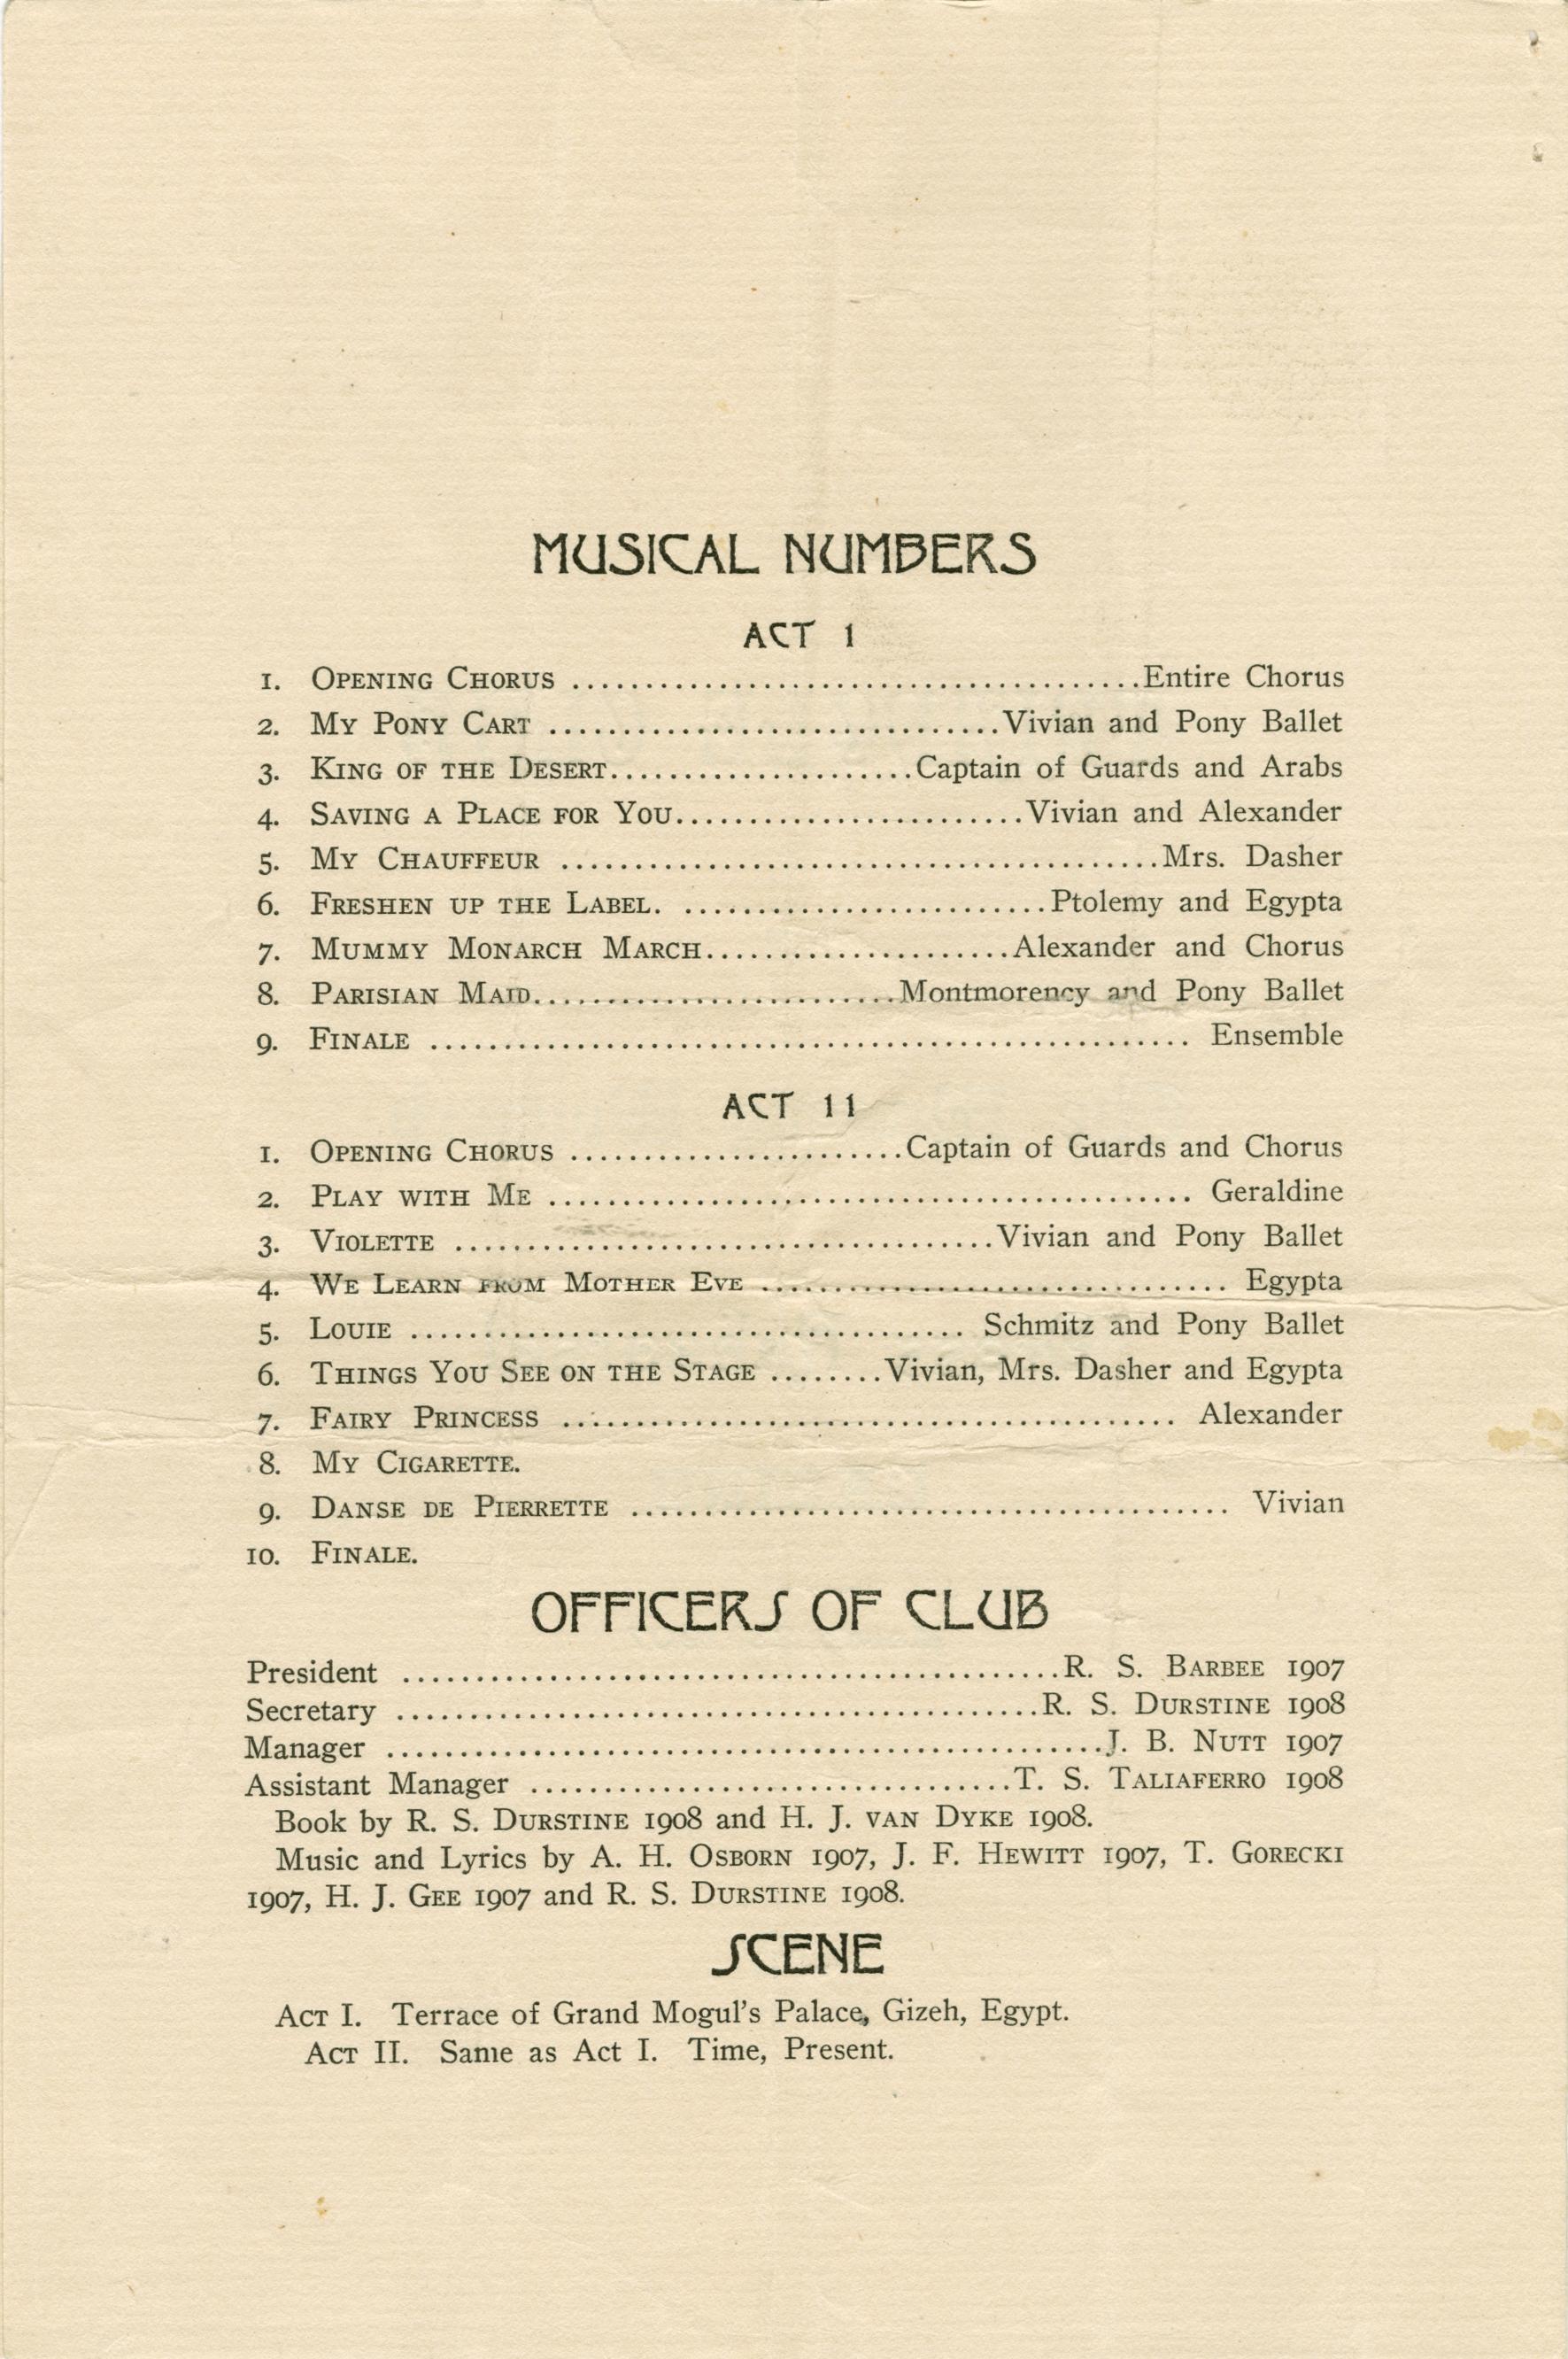 MUSICAL NUMBERS
ACT 1
1. OPENING CHORUS ........................................Entire Chorus
2. MY PONY CART ...............................Vivian and Pony Ballet
3. KING OF THE DESERT.....................Captain of Guards and Arabs
4. SAVING A PLACE FOR YOU........................Vivian and Alexander
5. MY CHAUFFEUR .........................................Mrs. Dasher
6. FRESHEN UP THE LABEL. .........................Ptolemy and Egypta
7. MUMMY MONARCH MARCH.....................Alexander and Chorus
8. PARISIAN MAID.........................Montmorency and Pony Ballet
9. FINALE .................................................... Ensemble
ACT 11
1. OPENING CHORUS .......................Captain of Guards and Chorus
2. PLAY WITH ME ............................................ Geraldine
3. VIOLETTE .....................................Vivian and Pony Ballet
4. WE LEARN FROM MOTHER EVE ................................ Egypta
5. LOUIE ...................................... Schmitz and Pony Ballet
6. THINGS YOU SEE ON THE STAGE ........Vivian, Mrs. Dasher and Egypta
7. FAIRY PRINCESS .......................................... Alexander
8. MY CIGARETTE.
9. DANSE DE PIERRETTE ......................................... Vivian
10. FINALE.
OFFICERS OF CLUB
President .............................................R. S. BARBEE 1907
Secretary ............................................R. S. DURSTINE 1908
Manager .................................................J. B. NUTT 1907
Assistant Manager .................................T. S. TALIAFERRO 1908
Book by R. S. DURSTINE 1908 and H. J. VAN DYKE 1908.
Music and Lyrics by A. H. OSBORN 1907, J. F. HEWITT 1907, T. GORECKI
1907, H. J. GEE 1907 and R. S. DURSTINE 1908.
SCENE
ACT I. Terrace of Grand Mogul's Palace, Gizeh, Egypt.
ACT II. Same as Act I. Time, Present.